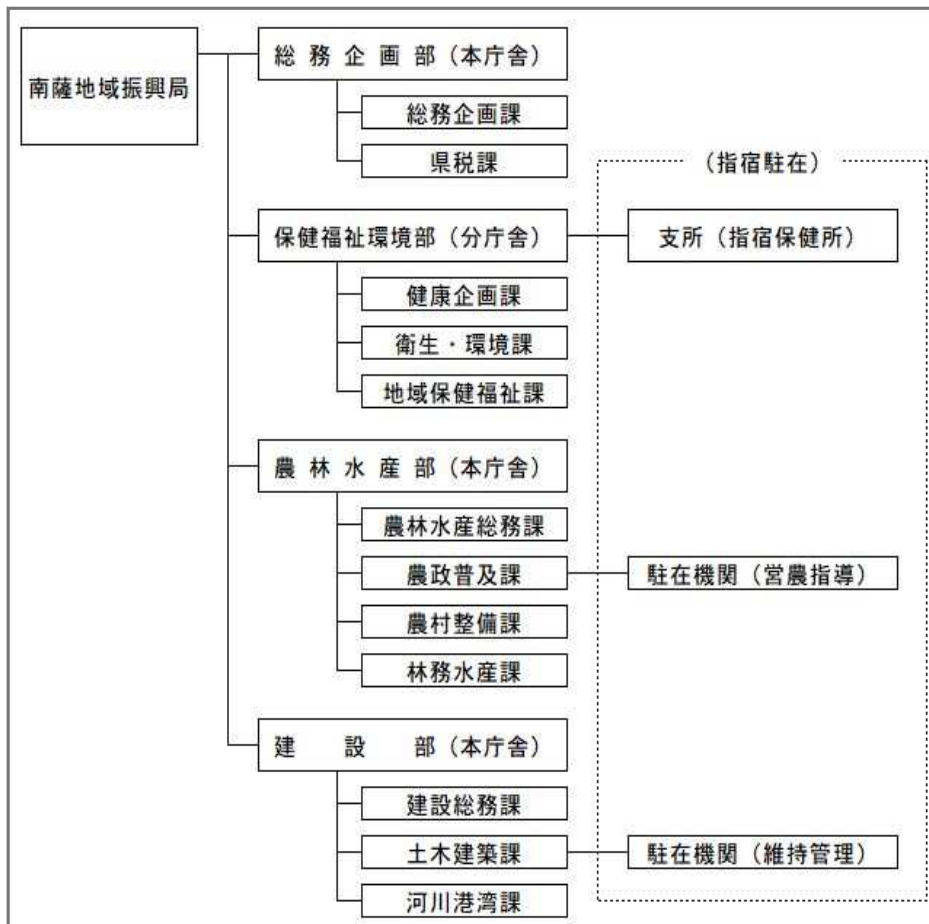 南薩地域振興局
総務企画部（本庁舎）
総務企画課
県税課
（指宿駐在）
保健福祉環境部（分庁舎）
支所（指宿保健所）
健康企画課
衛生・環境課
地域保健福祉課
農林水産部（本庁舎）
農林水産総務課
農政普及課
駐在機関（営農指導）
農村整備課
林務水産課
建設部（本庁舎）
建設総務課
土木建築課
駐在機関（維持管理）
河川港湾課